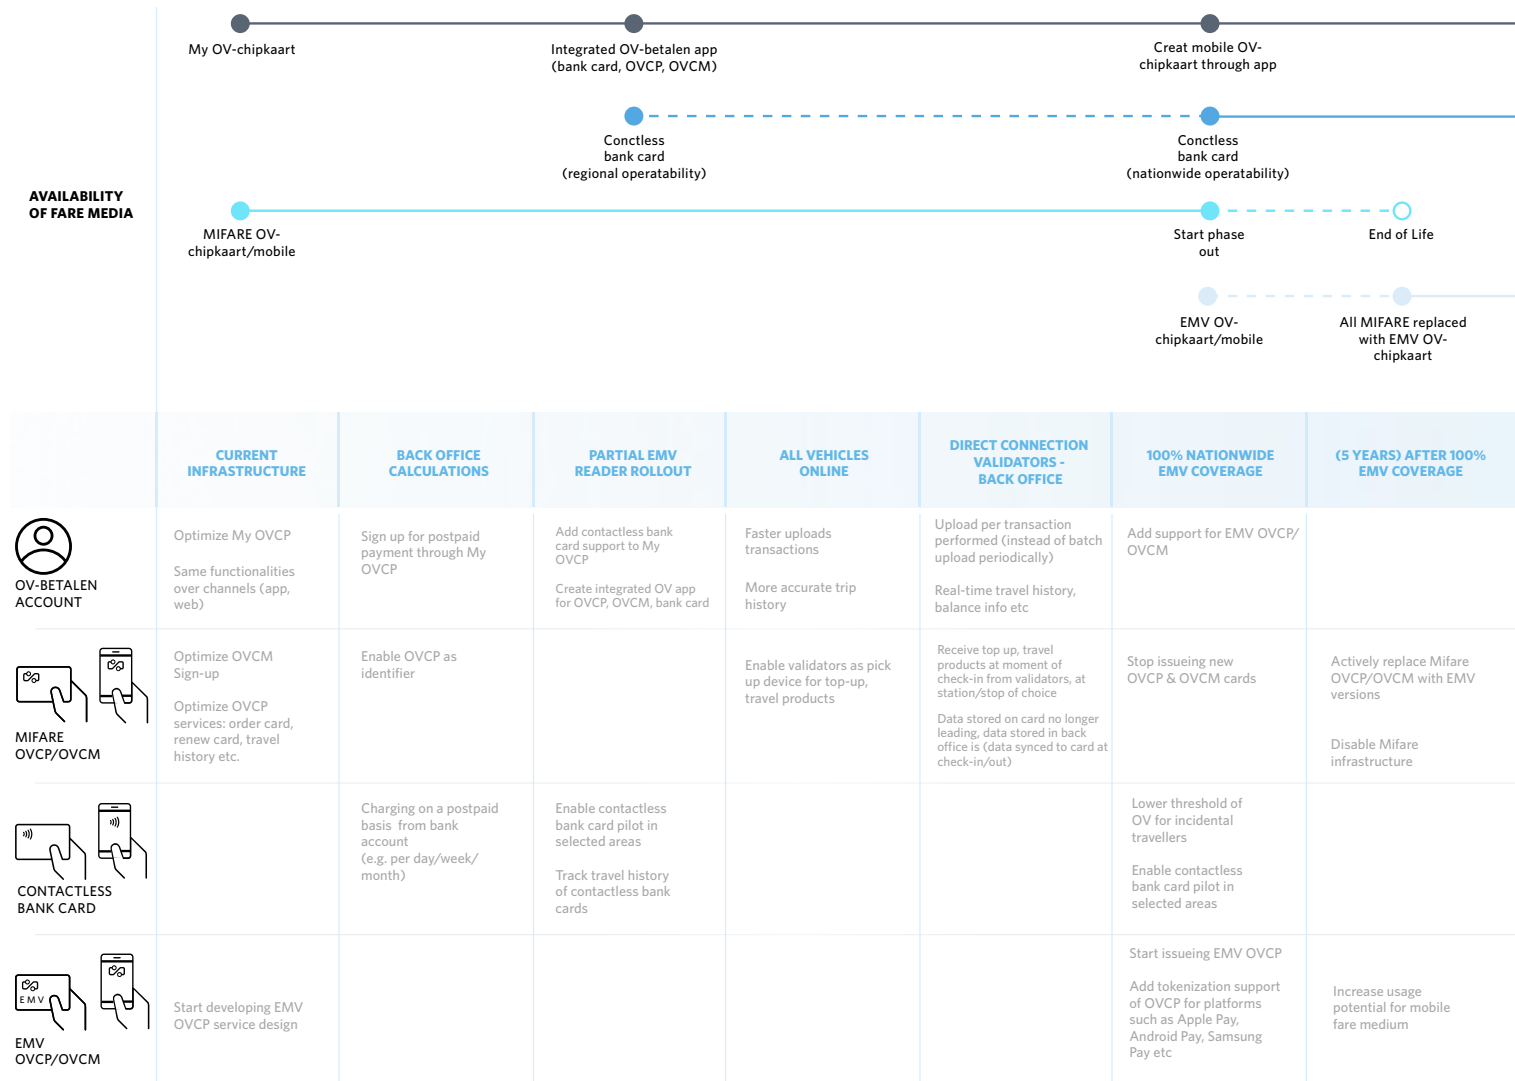 My OV-chipkaart
Integrated OV-betalen app
(bank card, OVCP, OVCM)
Creat mobile OV-
chipkaart through app
Conctless
bank card
(regional operatability)
Conctless
bank card
(nationwide operatability)
AVAILABILITY
OF FARE MEDIA
MIFARE OV-
chipkaart/mobile
Start phase
out
End of Life
EMV OV-
chipkaart/mobile
All MIFARE replaced
with EMV OV-
chipkaart
CURRENT
INFRASTRUCTURE
BACK OFFICE
CALCULATIONS
PARTIAL EMV
READER ROLLOUT
ALL VEHICLES
ONLINE
DIRECT CONNECTION
VALIDATORS -
BACK OFFICE
100% NATIONWIDE
EMV COVERAGE
(5 YEARS) AFTER 100%
EMV COVERAGE
OV-BETALEN
ACCOUNT
Optimize My OVCP
Same functionalities
over channels (app,
web)
Sign up for postpaid
payment through My
OVCP
Add contactless bank
card support to My
OVCP
Create integrated OV app
for OVCP, OVCM, bank card
Faster uploads
transactions
More accurate trip
history
Upload per transaction
performed (instead of batch
upload periodically)
Real-time travel history,
balance info etc
Add support for EMV OVCP/
OVCM
MIFARE
OVCP/OVCM
Optimize OVCM
Sign-up
Optimize OVCP
services: order card,
renew card, travel
history etc.
Enable OVCP as
identifier
Enable validators as pick
up device for top-up,
travel products
Receive top up, travel
products at moment of
check-in from validators, at
station/stop of choice
Data stored on card no longer
leading, data stored in back
office is (data synced to card at
check-in/out)
Stop issueing new
OVCP & OVCM cards
Actively replace Mifare
OVCP/OVCM with EMV
versions
Disable Mifare
infrastructure
CONTACTLESS
BANK CARD
Charging on a postpaid
basis from bank
account
(e.g. per day/week/
month)
Enable contactless
bank card pilot in
selected areas
Track travel history
of contactless bank
cards
Lower threshold of
OV for incidental
travellers
Enable contactless
bank card pilot in
selected areas
EMV
EMV
OVCP/OVCM
Start developing EMV
OVCP service design
Start issueing EMV OVCP
Add tokenization support
of OVCP for platforms
such as Apple Pay,
Android Pay, Samsung
Pay etc
Increase usage
potential for mobile
fare medium